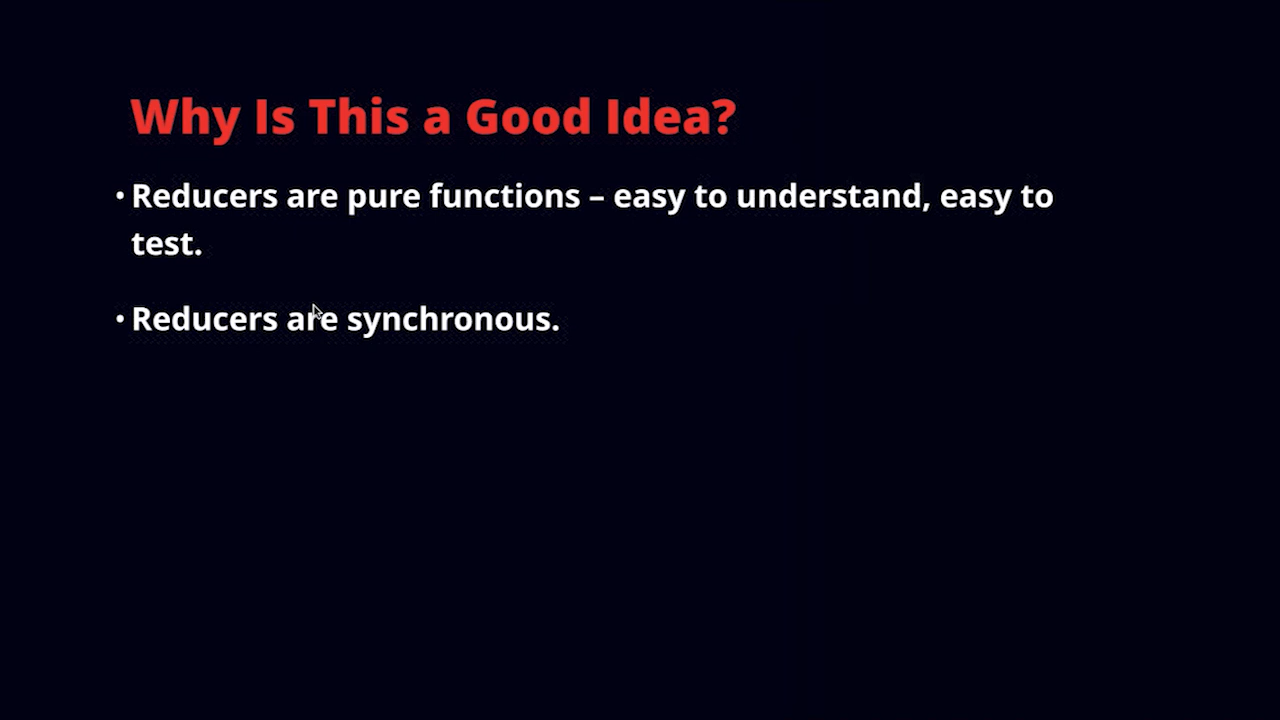 Why Is This a Good Idea?
• Reducers are pure functions – easy to understand, easy to
test.
• Reducers are synchronous.